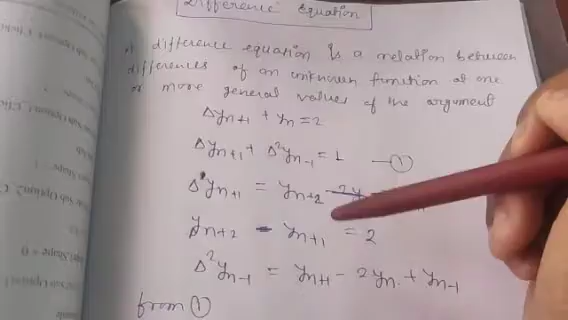 Difference Equation
A difference equation is a relation between
differences of an unknown function at one
or more general values of the argument
Δyn+1 + yn = 2
Δyn+1 + Δ²yn-1 = 1 — ①
Δyn+1 = yn+2
yn+2 - yn+1 = 2
Δ²yn-1 = yn+1 - 2yn + yn-1
from ①